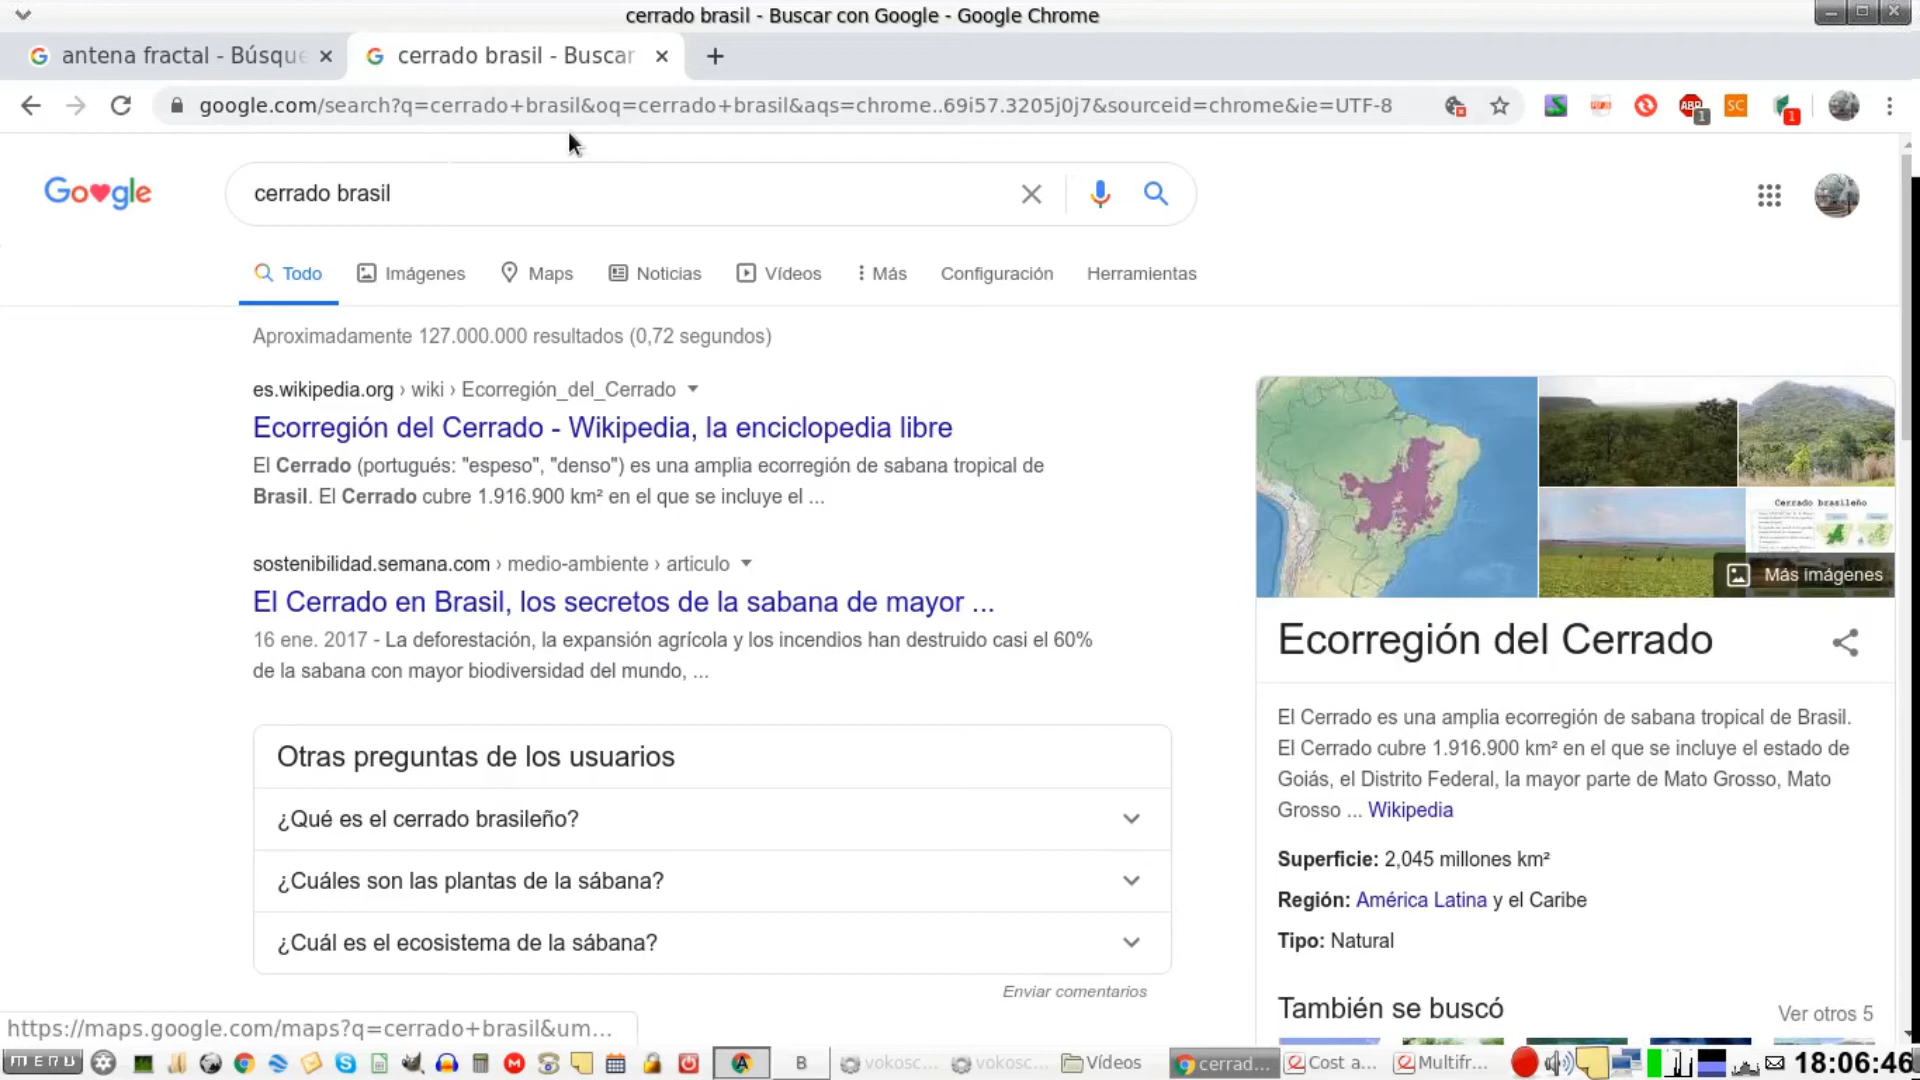 cerrado brasil - Buscar con Google - Google Chrome
antena fractal - Búsque
cerrado brasil - Buscar
google.com/search?q=cerrado+brasil&oq=cerrado+brasil&aqs=chrome..69i57.3205j0j7&sourceid=chrome&ie=UTF-8
ABP
1
SC
1
Google
cerrado brasil
Todo
Imágenes
Maps
Noticias
Vídeos
Más
Configuración
Herramientas
Aproximadamente 127.000.000 resultados (0,72 segundos)
es.wikipedia.org › wiki › Ecorregión_del_Cerrado
Ecorregión del Cerrado - Wikipedia, la enciclopedia libre
El Cerrado (portugués: "espeso", "denso") es una amplia ecorregión de sabana tropical de
Brasil. El Cerrado cubre 1.916.900 km² en el que se incluye el ...
sostenibilidad.semana.com › medio-ambiente › articulo
El Cerrado en Brasil, los secretos de la sabana de mayor ...
16 ene. 2017 - La deforestación, la expansión agrícola y los incendios han destruido casi el 60%
de la sabana con mayor biodiversidad del mundo, ...
Otras preguntas de los usuarios
¿Qué es el cerrado brasileño?
¿Cuáles son las plantas de la sábana?
¿Cuál es el ecosistema de la sábana?
Enviar comentarios
Cerrado brasileño
Más imágenes
Ecorregión del Cerrado
El Cerrado es una amplia ecorregión de sabana tropical de Brasil.
El Cerrado cubre 1.916.900 km² en el que se incluye el estado de
Goiás, el Distrito Federal, la mayor parte de Mato Grosso, Mato
Grosso ... Wikipedia
Superficie: 2,045 millones km²
Región: América Latina y el Caribe
Tipo: Natural
También se buscó
Ver otros 5
https://maps.google.com/maps?q=cerrado+brasil&um...
MENU
B
vokosc...
vokosc...
Vídeos
cerrad...
Cost a...
Multifr...
18:06:46